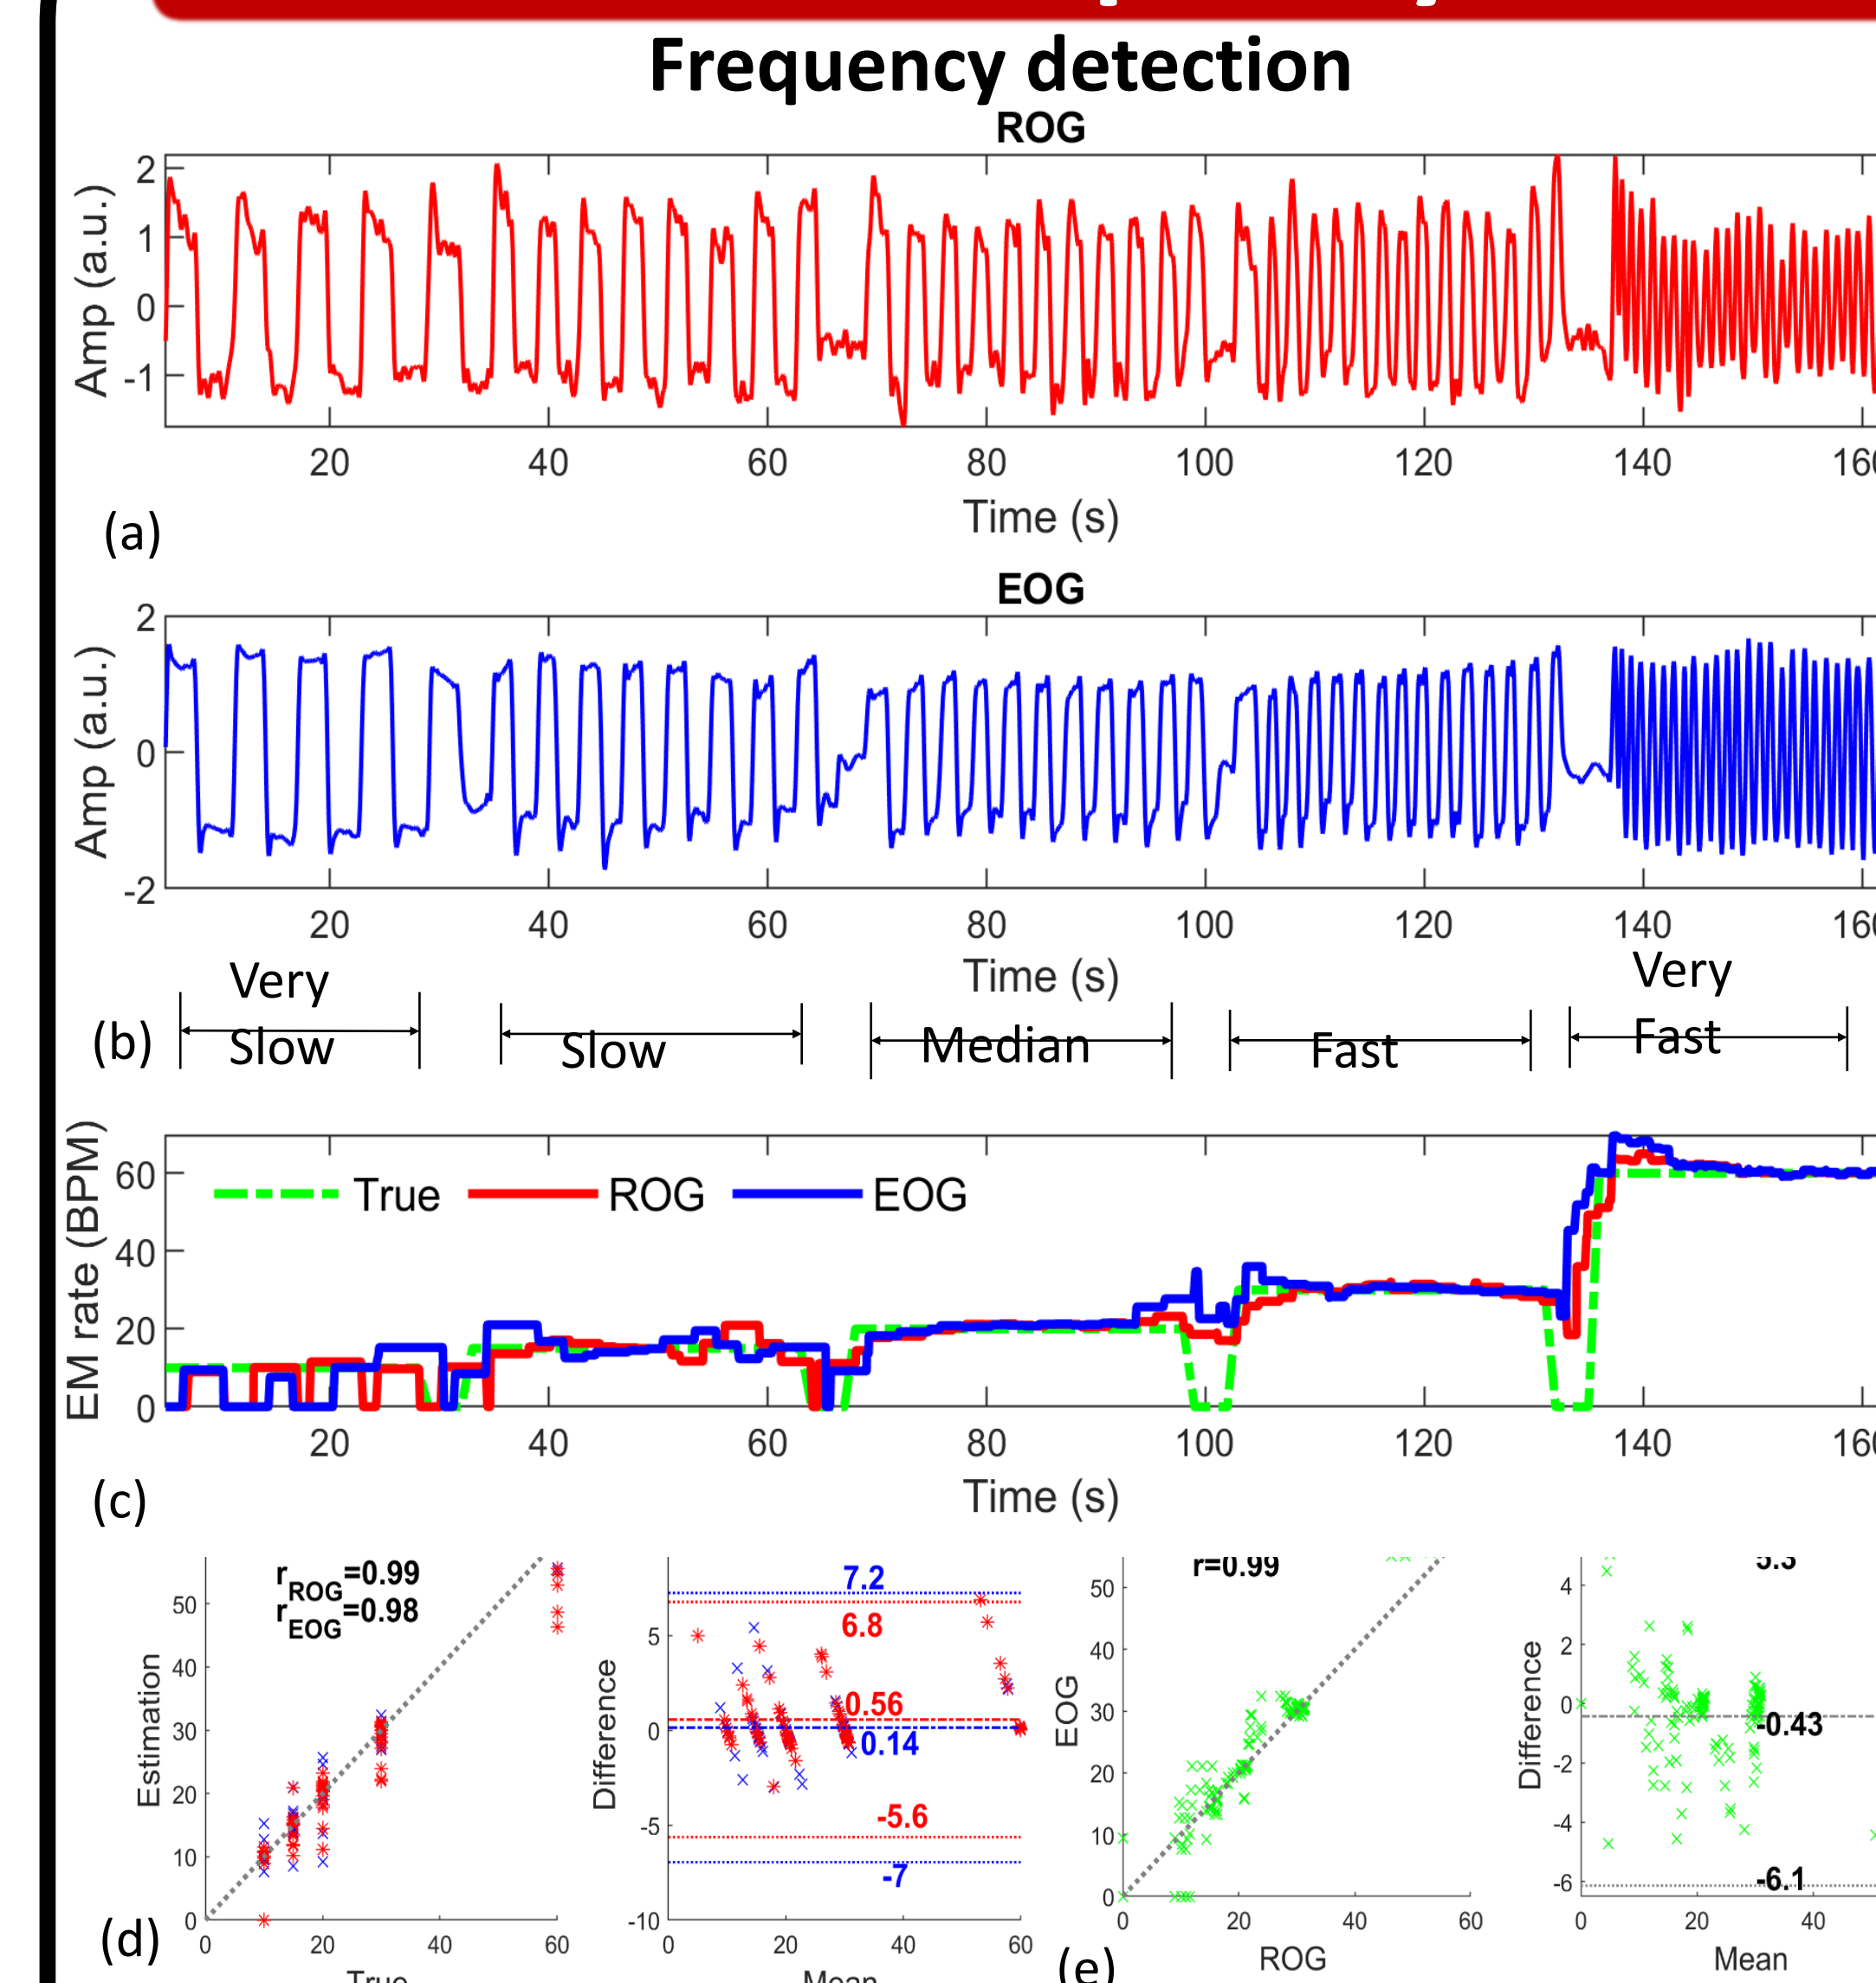 Frequency detection
ROG
Amp (a.u.)
2
1
0
-1
20 40 60 80 100 120 140
Time (s)
(a)
EOG
Amp (a.u.)
2
0
-2
20 40 60 80 100 120 140
Time (s)
(b)
Very Slow
Slow
Median
Fast
Very Fast
EM rate (BPM)
60
40
20
0
True ROG EOG
20 40 60 80 100 120 140
Time (s)
(c)
rROG=0.99
rEOG=0.98
Estimation
50
40
30
20
10
0
0 20 40 60
True
(d)
Difference
5
0
-5
-10
7.2
6.8
0.56
0.14
-5.6
-7
0 20 40 60
Mean
r=0.99
EOG
50
40
30
20
10
0
0 20 40 60
ROG
(e)
Difference
4
2
0
-2
-4
-6
5.3
-0.43
-6.1
0 20 40
Mean